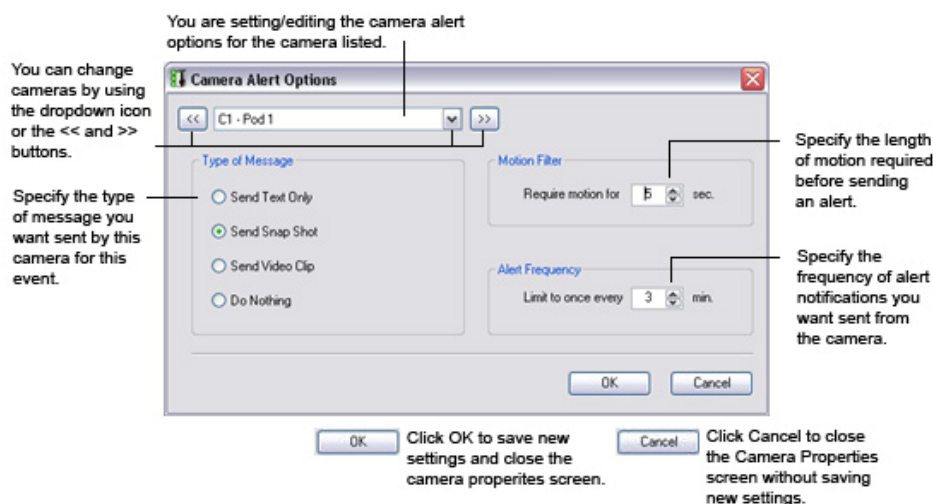 You are setting/editing the camera alert
options for the camera listed.
You can change
cameras by using
the dropdown icon
or the << and >>
buttons.
Camera Alert Options
<<
C1 - Pod 1
>>
Type of Message
Send Text Only
Send Snap Shot
Send Video Clip
Do Nothing
Specify the type
of message you
want sent by this
camera for this
event.
Motion Filter
Require motion for 5 sec.
Specify the length
of motion required
before sending
an alert.
Alert Frequency
Limit to once every 3 min.
Specify the
frequency of alert
notifications you
want sent from
the camera.
OK
Cancel
OK
Click OK to save new
settings and close the
camera properites screen.
Cancel
Click Cancel to close
the Camera Properties
screen without saving
new settings.